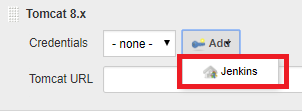 Tomcat 8.x
Credentials - none - Add
Jenkins
Tomcat URL